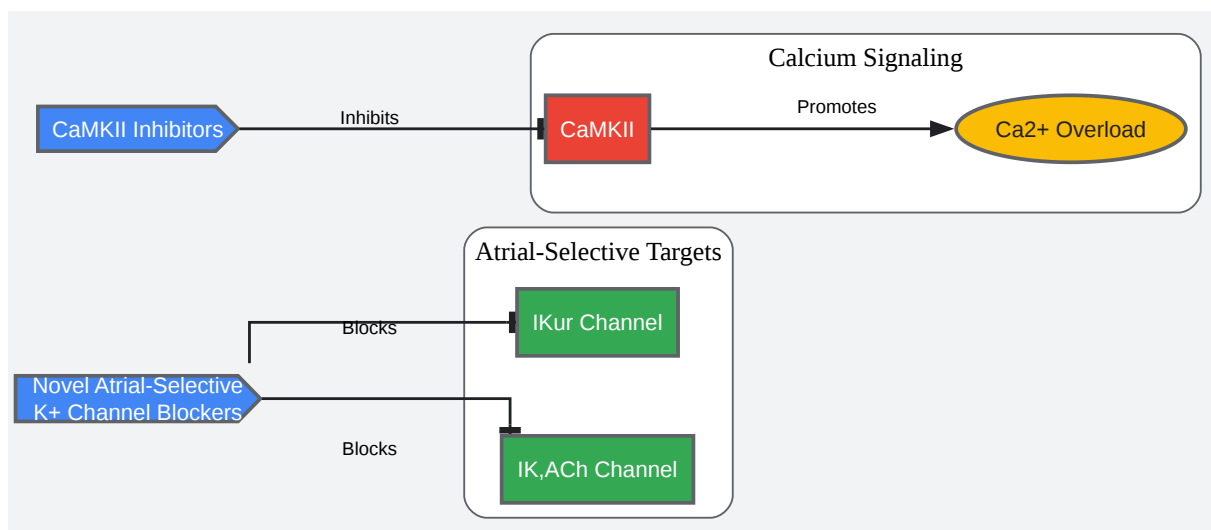 Calcium Signaling
CaMKII Inhibitors
Inhibits
CaMKII
Promotes
Ca2+ Overload
Atrial-Selective Targets
Blocks
IKur Channel
Novel Atrial-Selective
K+ Channel Blockers
Blocks
IK,ACh Channel